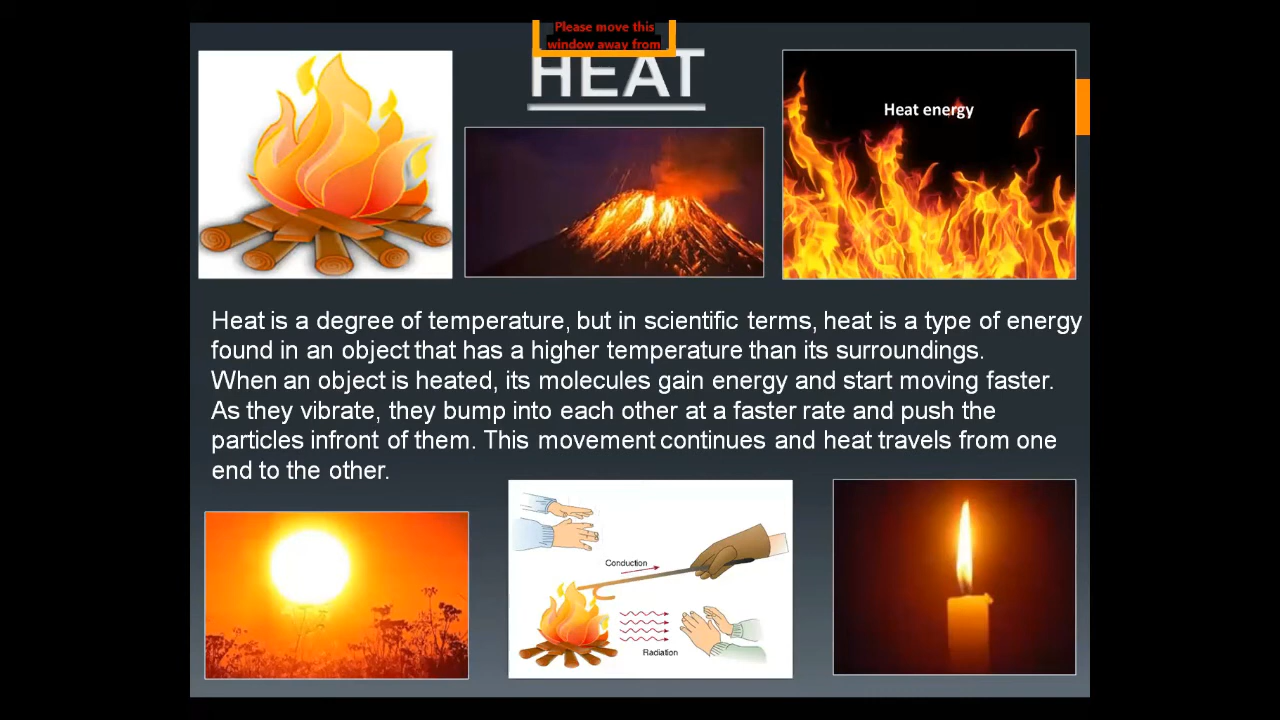 Please move this
window away from
HEAT
Heat energy
Heat is a degree of temperature, but in scientific terms, heat is a type of energy
found in an object that has a higher temperature than its surroundings.
When an object is heated, its molecules gain energy and start moving faster.
As they vibrate, they bump into each other at a faster rate and push the
particles infront of them. This movement continues and heat travels from one
end to the other.
Conduction
Radiation